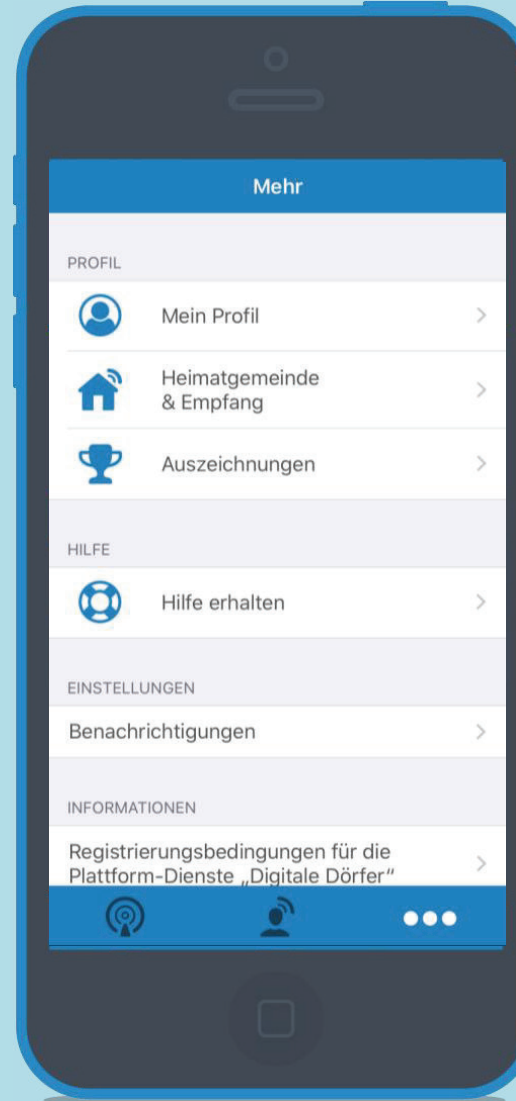 Mehr
PROFIL
Mein Profil
Heimatgemeinde
& Empfang
Auszeichnungen
HILFE
Hilfe erhalten
EINSTELLUNGEN
Benachrichtigungen
INFORMATIONEN
Registrierungsbedingungen für die
Plattform-Dienste „Digitale Dörfer“